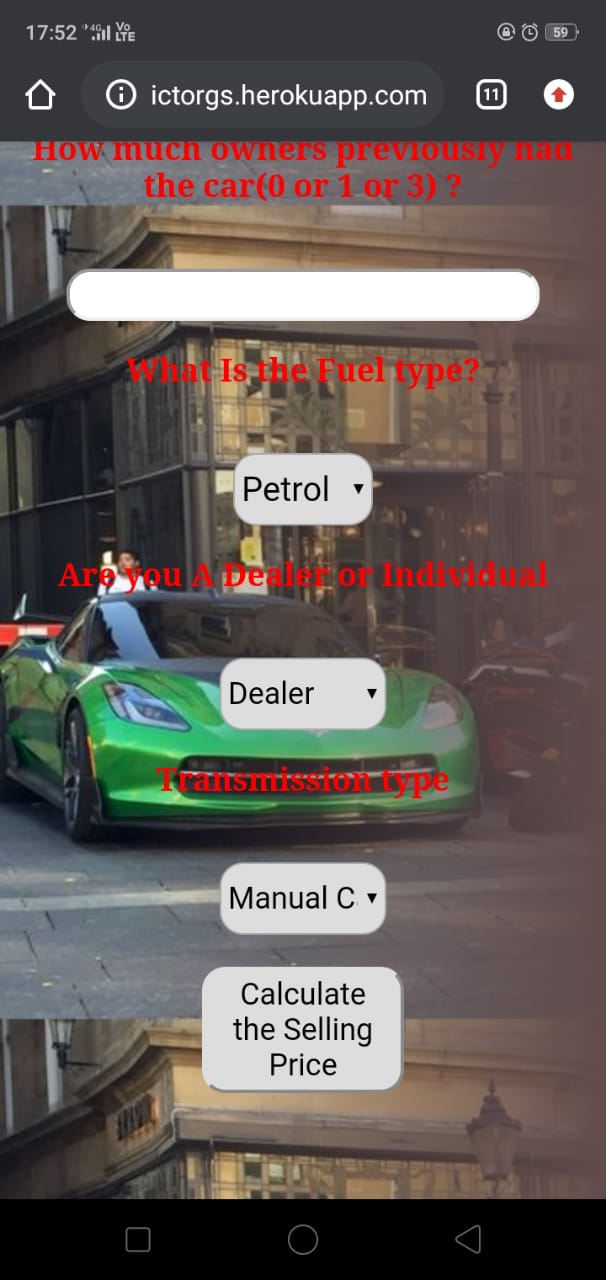 17:52 4G Vo LTE 59
ictorgs.herokuapp.com 11
How much owners previously had
the car(0 or 1 or 3) ?
What Is the Fuel type?
Petrol
Are you A Dealer or Individual
Dealer
Transmission type
Manual C
Calculate
the Selling
Price